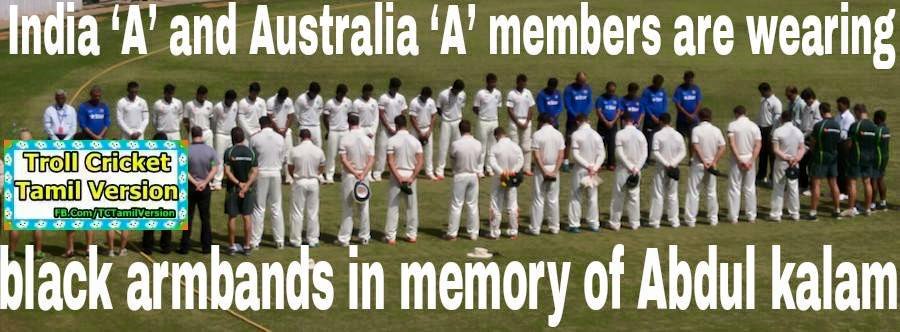 India ‘A’ and Australia ‘A’ members are wearing
Troll Cricket
Tamil Version
FB.Com/TCTamilVersion
black armbands in memory of Abdul kalam